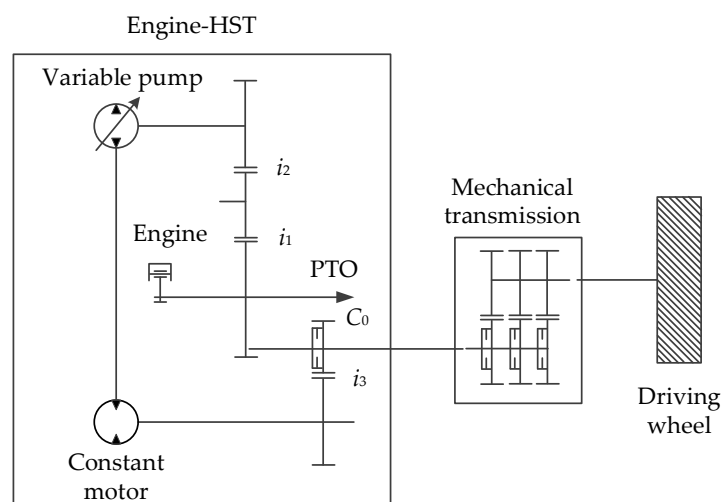 Engine-HST
Variable pump
i2
Mechanical
transmission
Engine
i1
PTO
C0
i3
Driving
wheel
Constant
motor